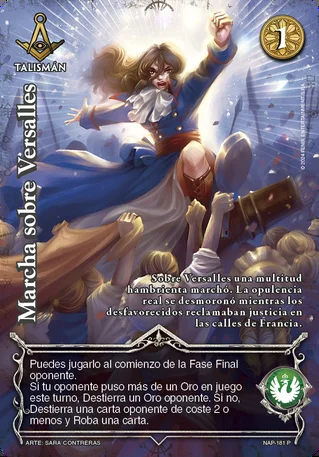 TALISMÁN
1
Marcha sobre Versalles
Sobre Versalles una multitud
hambrienta marchó. La opulencia
real se desmoronó mientras los
desfavorecidos reclamaban justicia en
las calles de Francia.
Puedes jugarlo al comienzo de la Fase Final
oponente.
Si tu oponente puso más de un Oro en juego
este turno, Destierra un Oro oponente. Si no,
Destierra una carta oponente de coste 2 o
menos y Roba una carta.
ARTE: SARA CONTRERAS
NAP-181 P